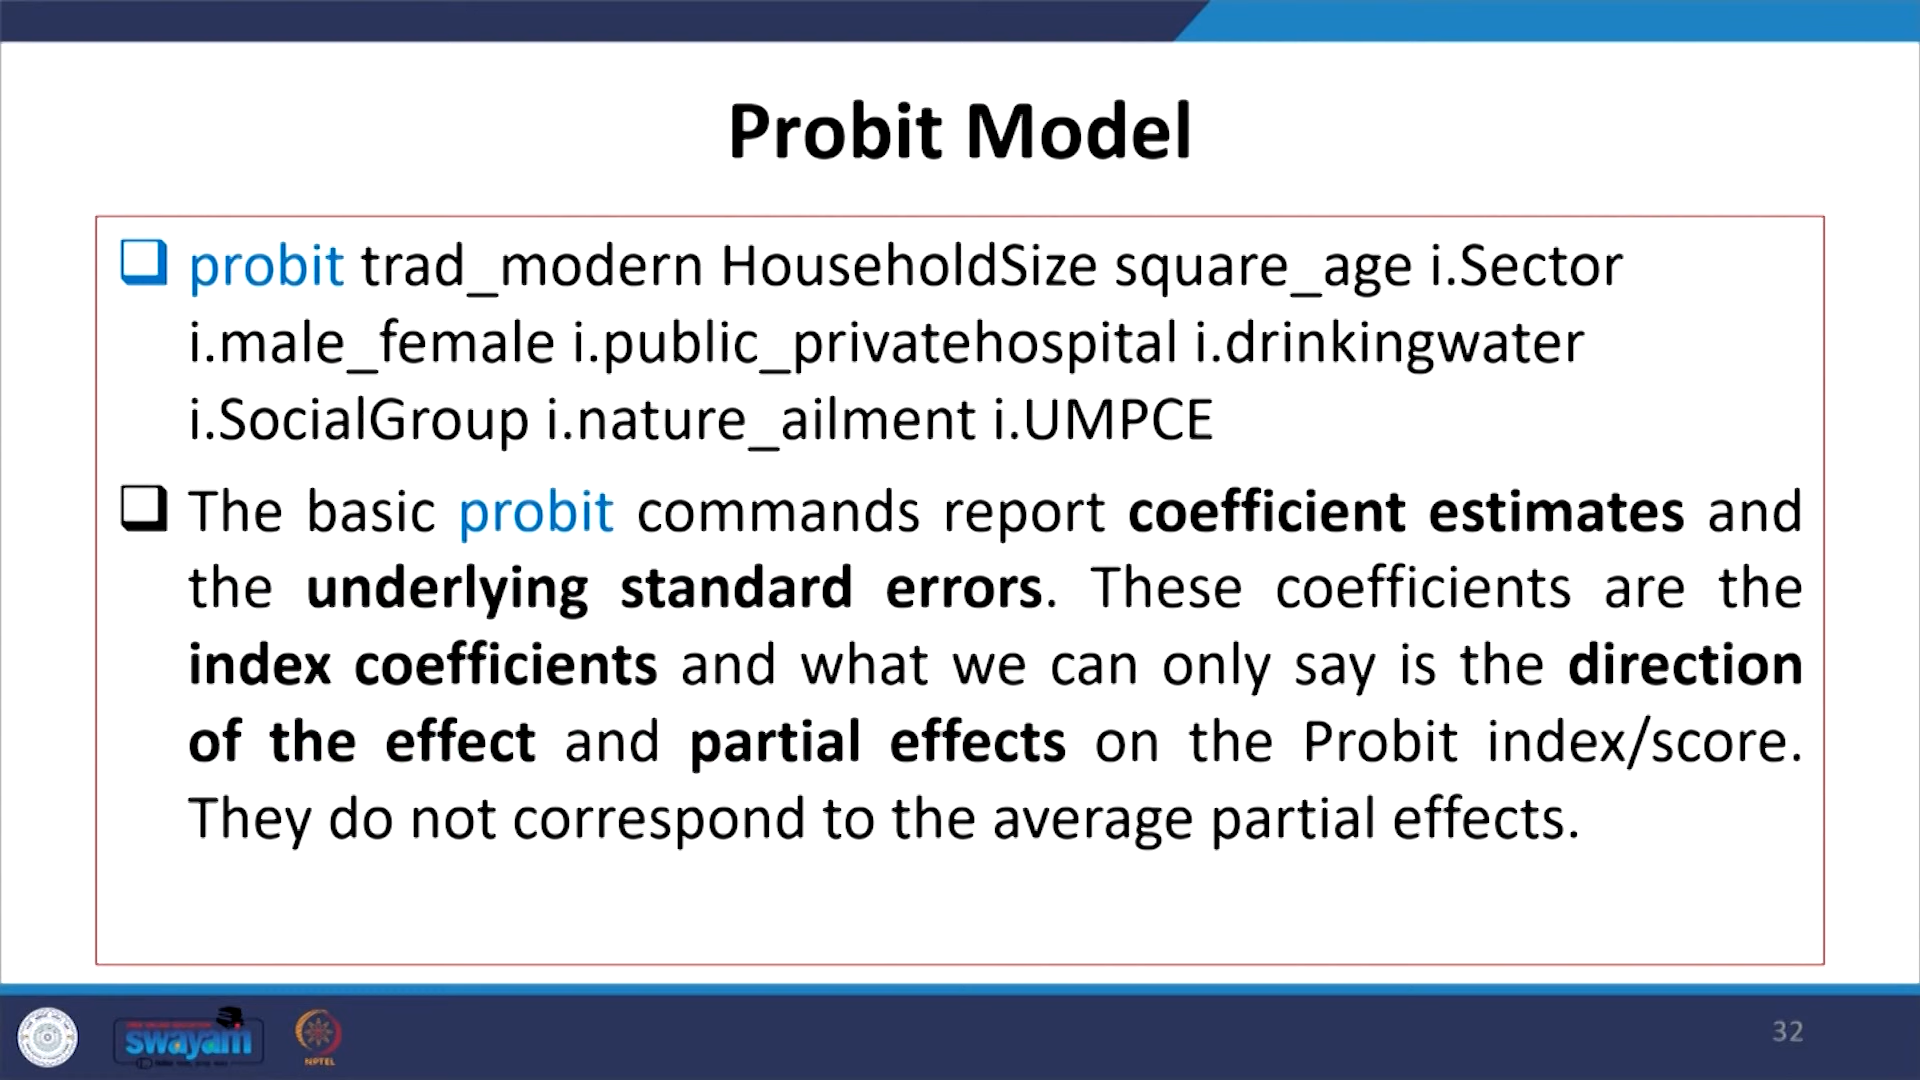 Probit Model
probit trad_modern HouseholdSize square_age i.Sector
i.male_female i.public_privatehospital i.drinkingwater
i.SocialGroup i.nature_ailment i.UMPCE
The basic probit commands report coefficient estimates and
the underlying standard errors. These coefficients are the
index coefficients and what we can only say is the direction
of the effect and partial effects on the Probit index/score.
They do not correspond to the average partial effects.
swayam
NPTEL
32